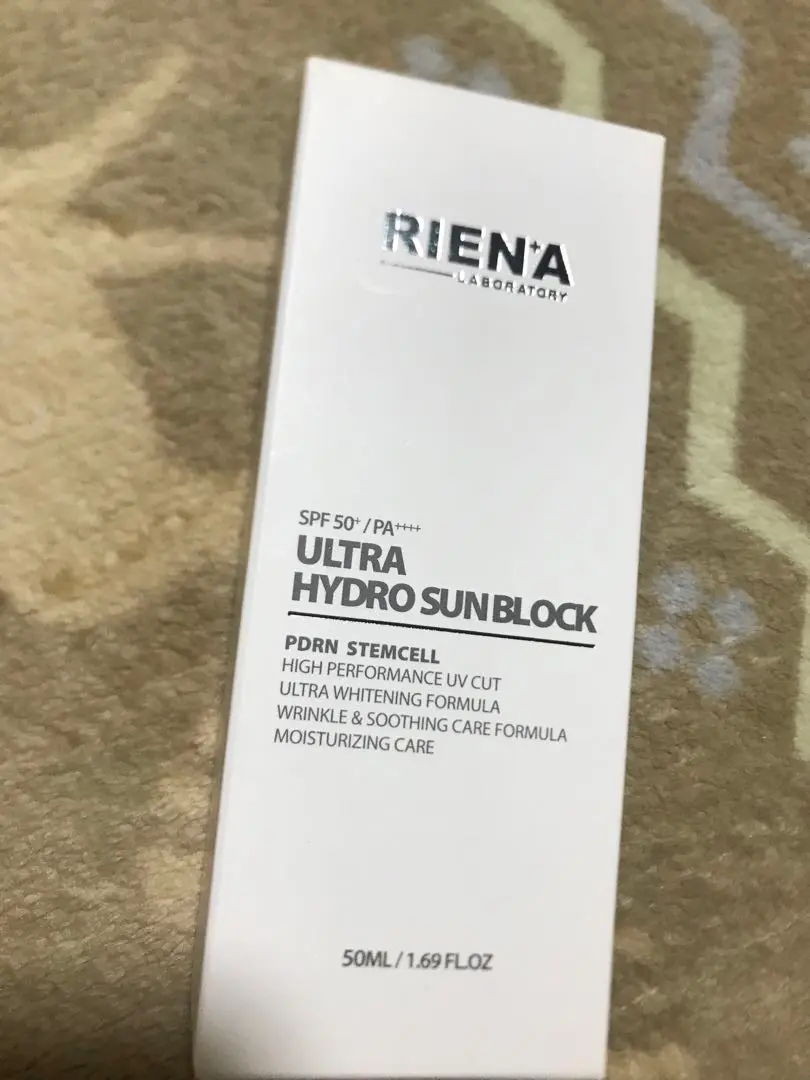 RIENA
LABORATORY
SPF 50+ / PA++++
ULTRA
HYDRO SUN BLOCK
PDRN STEMCELL
HIGH PERFORMANCE UV CUT
ULTRA WHITENING FORMULA
WRINKLE & SOOTHING CARE FORMULA
MOISTURIZING CARE
50ML / 1.69 FL.OZ